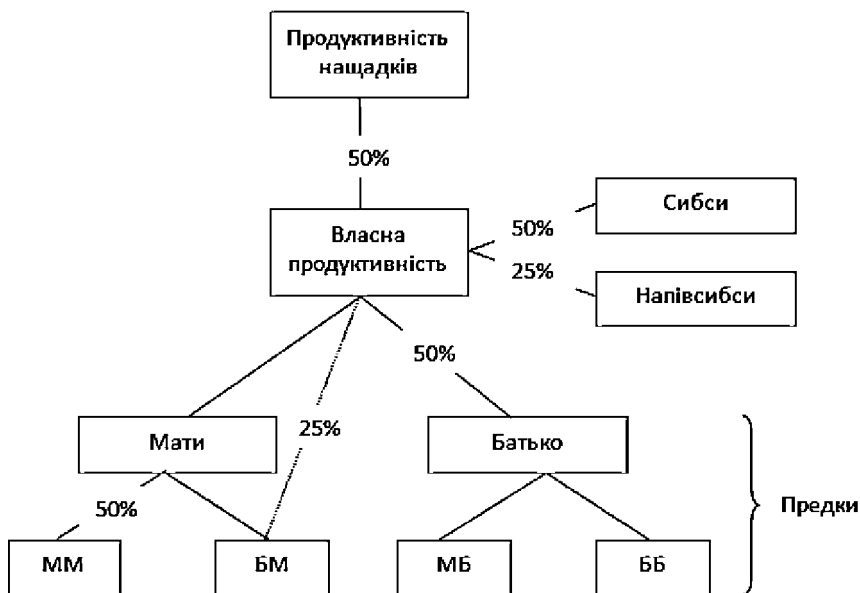 Продуктивність
нащадків
50%
Власна
продуктивність
50%
Сибси
25%
Напівсибси
50%
Мати
25%
Батько
50%
Предки
ММ
БМ
МБ
ББ